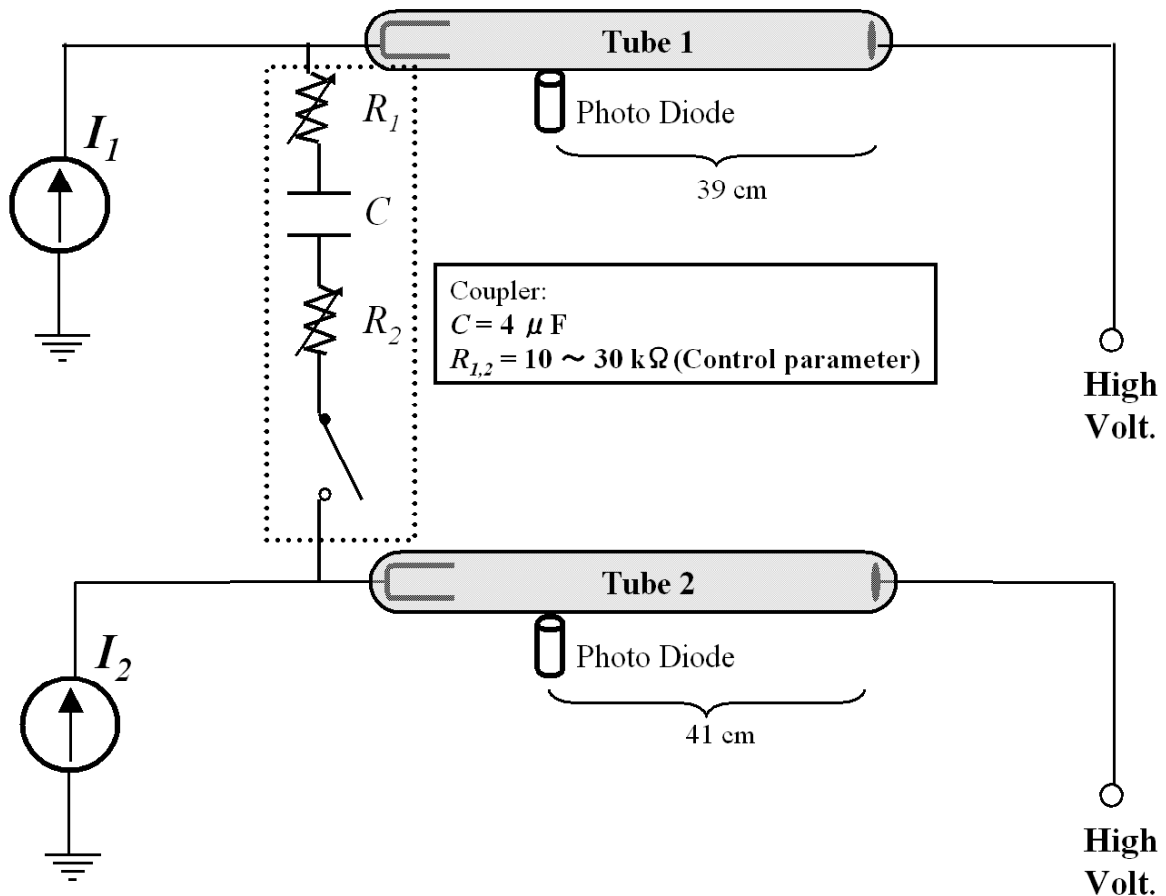 Tube 1
I1
R1
Photo Diode
39 cm
C
R2
Coupler:
C = 4 μF
R1,2 = 10 ～ 30 kΩ (Control parameter)
High
Volt.
Tube 2
I2
Photo Diode
41 cm
High
Volt.